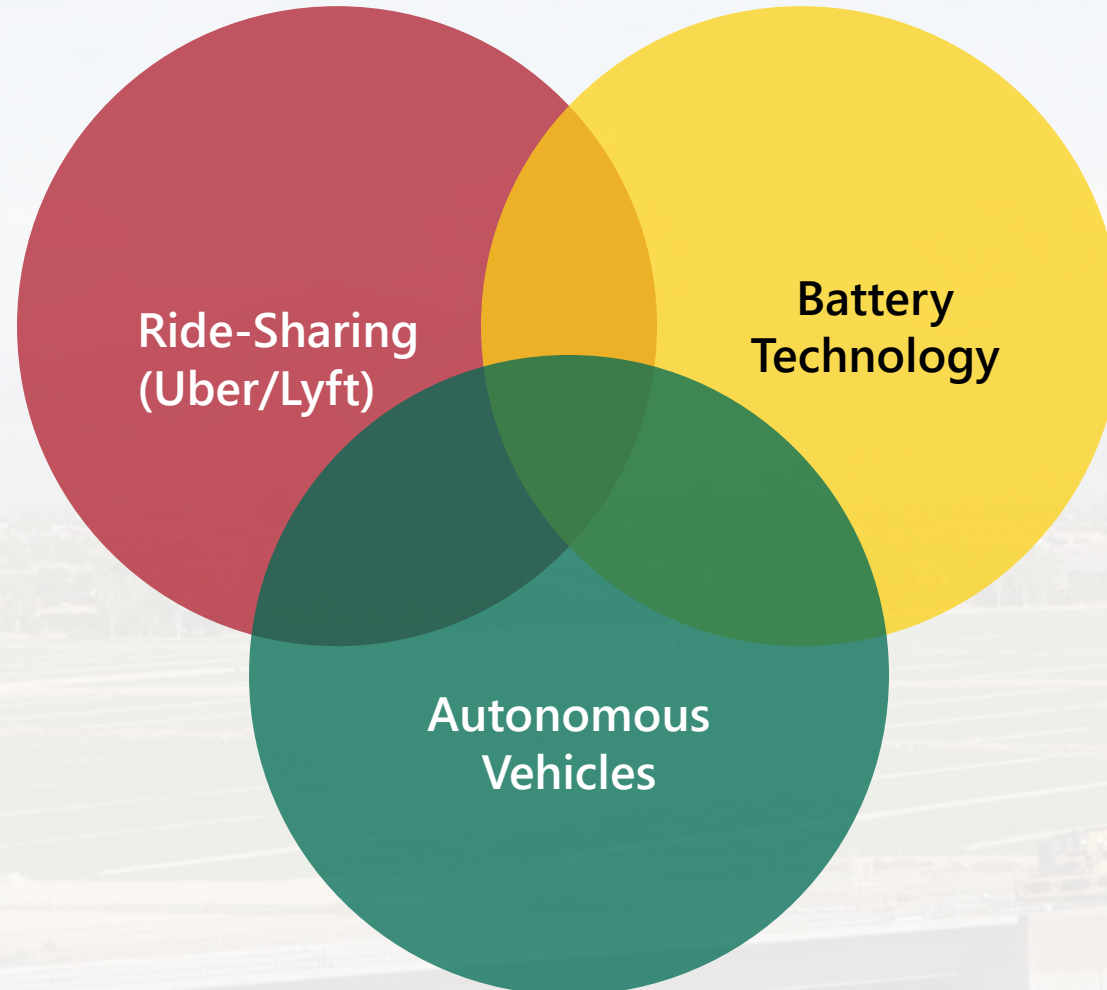 Ride-Sharing
(Uber/Lyft)
Battery
Technology
Autonomous
Vehicles